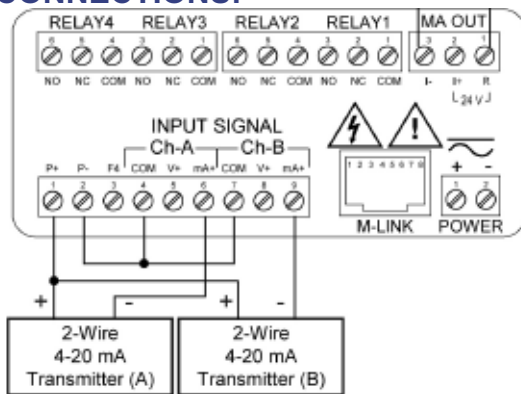 CONNECTIONS:
RELAY4 RELAY3 RELAY2 RELAY1 MA OUT
6 5 4 3 2 1 6 5 4 3 2 1 3 2 1
NO NC COM NO NC COM NO NC COM NO NC COM I- I+ R
24 V
INPUT SIGNAL
Ch-A Ch-B
P+ P- F4 COM V+ mA+ COM V+ mA+
1 2 3 4 5 6 7 8 9
1 2 3 4 5 6 7 8
+ -
1 2
M-LINK POWER
+ - + -
2-Wire
4-20 mA
Transmitter (A)
2-Wire
4-20 mA
Transmitter (B)